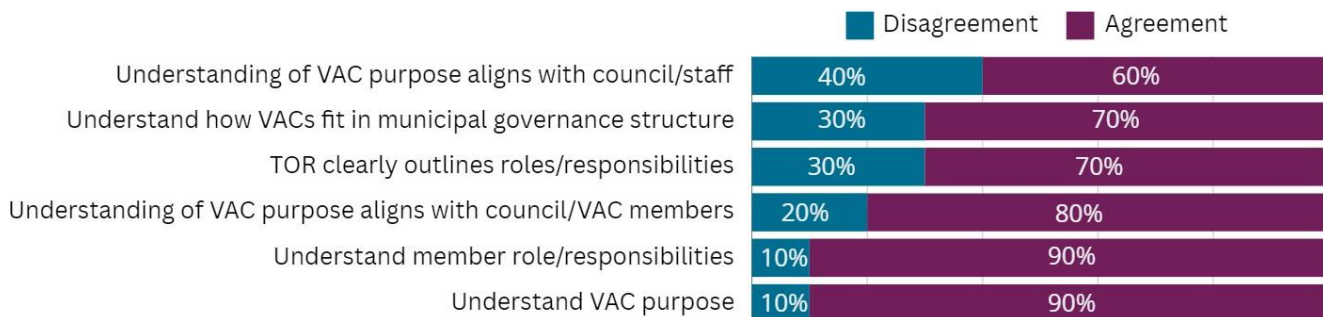 Disagreement Agreement
Understanding of VAC purpose aligns with council/staff 40% 60%
Understand how VACs fit in municipal governance structure 30% 70%
TOR clearly outlines roles/responsibilities 30% 70%
Understanding of VAC purpose aligns with council/VAC members 20% 80%
Understand member role/responsibilities 10% 90%
Understand VAC purpose 10% 90%